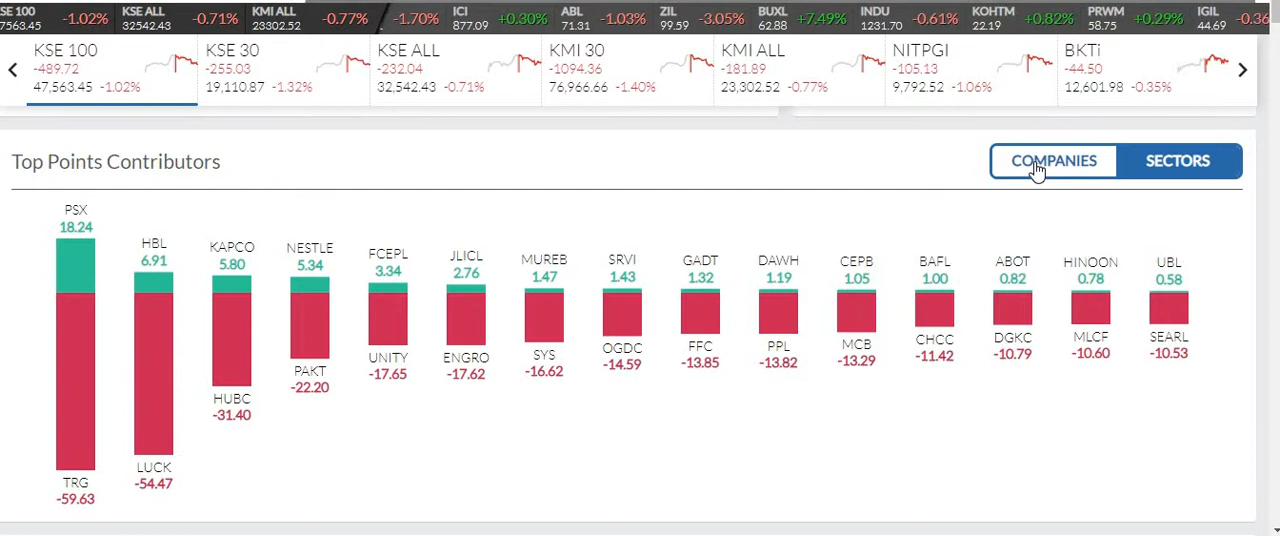 SE 100 -1.02% KSE ALL -0.71% KMI ALL -0.77% -1.70% ICI +0.30% ABL -1.03% ZIL -3.05% BUXL +7.49% INDU -0.61% KOHTM +0.82% PRWM +0.29% IGIL -0.36
7563.45 32542.43 23302.52 877.09 71.31 99.59 62.88 1231.70 22.19 58.75 44.69
KSE 100 KSE 30 KSE ALL KMI 30 KMI ALL NITPGI BKTi
-489.72 -255.03 -232.04 -1094.36 -181.89 -105.13 -44.50
47,563.45 -1.02% 19,110.87 -1.32% 32,542.43 -0.71% 76,966.66 -1.40% 23,302.52 -0.77% 9,792.52 -1.06% 12,601.98 -0.35%
Top Points Contributors COMPANIES SECTORS
PSX HBL KAPCO NESTLE FCEPL JLICL MUREB SRVI GADT DAWH CEPB BAFL ABOT HINOON UBL
18.24 6.91 5.80 5.34 3.34 2.76 1.47 1.43 1.32 1.19 1.05 1.00 0.82 0.78 0.58
TRG LUCK HUBC PAKT UNITY ENGRO SYS OGDC FFC PPL MCB CHCC DGKC MLCF SEARL
-59.63 -54.47 -31.40 -22.20 -17.65 -17.62 -16.62 -14.59 -13.85 -13.82 -13.29 -11.42 -10.79 -10.60 -10.53